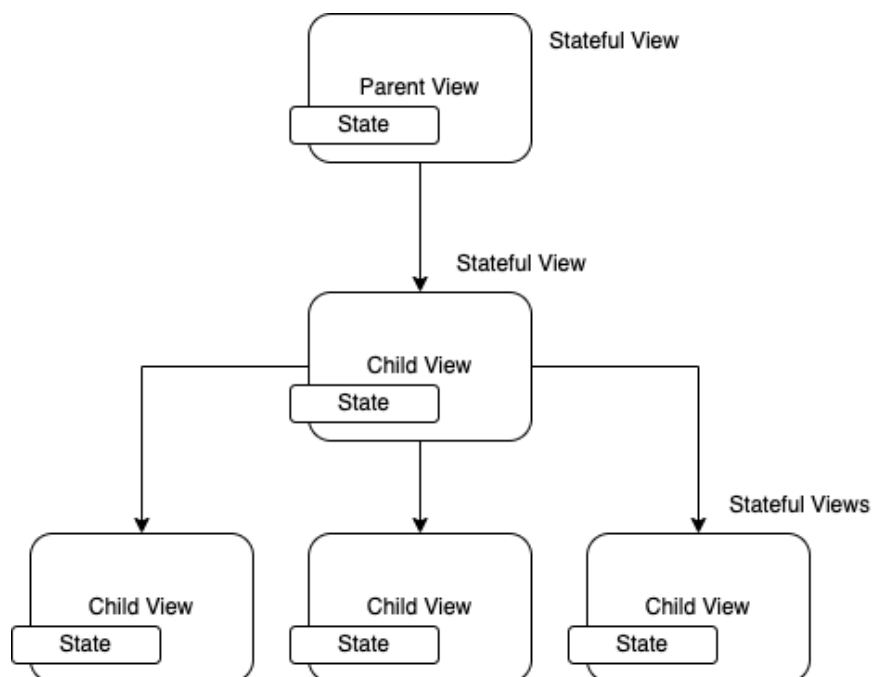 Stateful View
Parent View
State
Stateful View
Child View
State
Stateful Views
Child View
Child View
Child View
State
State
State